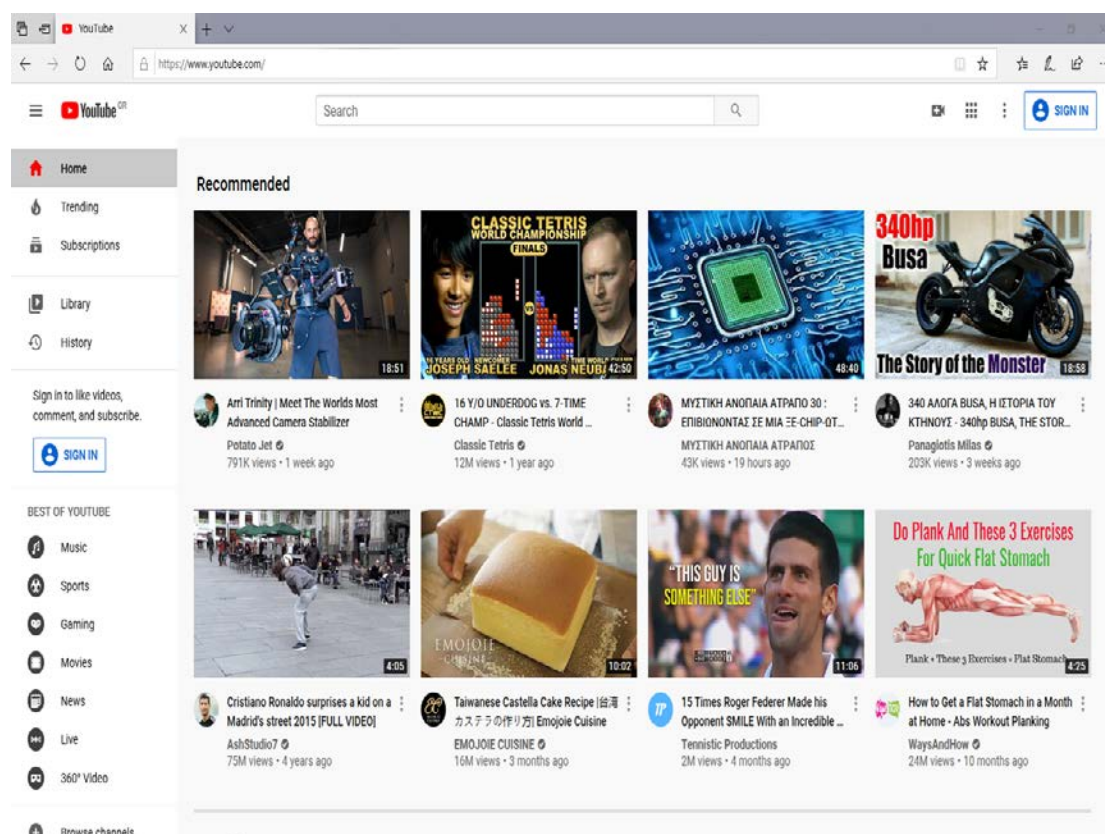 YouTube
https://www.youtube.com/
YouTube GR
Search
SIGN IN
Home
Trending
Subscriptions
Library
History
Sign in to like videos,
comment, and subscribe.
SIGN IN
BEST OF YOUTUBE
Music
Sports
Gaming
Movies
News
Live
360° Video
Browse channels
Recommended
18:51
Arri Trinity | Meet The Worlds Most
Advanced Camera Stabilizer
Potato Jet
791K views • 1 week ago
CLASSIC TETRIS
WORLD CHAMPIONSHIP
FINALS
VS
16 YEARS OLD NEWCOMER
JOSEPH SAELEE
TIME WORLD
JONAS NEUB
42:50
16 Y/O UNDERDOG vs. 7-TIME
CHAMP - Classic Tetris World ...
Classic Tetris
12M views • 1 year ago
48:40
ΜΥΣΤΙΚΗ ΑΝΟΠΑΙΑ ΑΤΡΑΠΟ 30 :
ΕΠΙΒΙΟΝΟΝΤΑΣ ΣΕ ΜΙΑ ΞΕ-CHIP-ΩΤ...
ΜΥΣΤΙΚΗ ΑΝΟΠΑΙΑ ΑΤΡΑΠΟΣ
43K views • 19 hours ago
340hp
Busa
The Story of the Monster
18:58
340 ΑΛΟΓΑ BUSA, Η ΙΣΤΟΡΙΑ ΤΟΥ
ΚΤΗΝΟΥΣ - 340hp BUSA, THE STOR...
Panagiotis Milas
203K views • 3 weeks ago
4:05
Cristiano Ronaldo surprises a kid on a
Madrid's street 2015 [FULL VIDEO]
AshStudio7
75M views • 4 years ago
EMOJOIE
CUISINE
10:02
Taiwanese Castella Cake Recipe |台湾
カステラの作り方| Emojoie Cuisine
EMOJOIE CUISINE
16M views • 3 months ago
"THIS GUY IS
SOMETHING ELSE"
11:06
15 Times Roger Federer Made his
Opponent SMILE With an Incredible ...
Tennistic Productions
2M views • 4 months ago
Do Plank And These 3 Exercises
For Quick Flat Stomach
Plank + These 3 Exercises = Flat Stomach
4:25
How to Get a Flat Stomach in a Month
at Home - Abs Workout Planking
WaysAndHow
24M views • 10 months ago